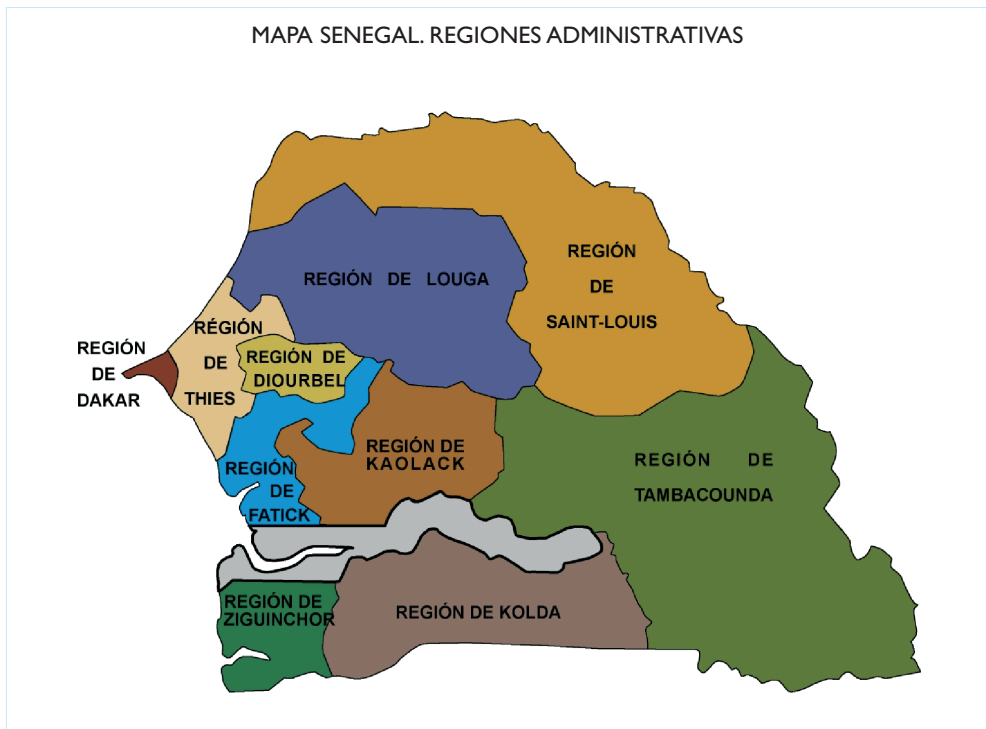 MAPA SENEGAL. REGIONES ADMINISTRATIVAS
REGIÓN DE LOUGA
REGIÓN
DE
SAINT-LOUIS
RÉGIÓN
DE
THIES
REGIÓN DE
DIOURBEL
REGIÓN
DE
DAKAR
REGIÓN DE
KAOLACK
REGIÓN DE
TAMBACOUNDA
REGIÓN
DE
FATICK
REGIÓN DE
ZIGUINCHOR
REGIÓN DE KOLDA